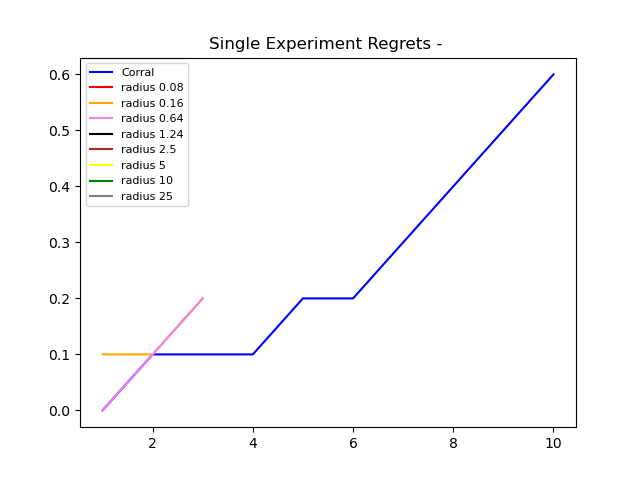 Single Experiment Regrets -
0.6
0.5
0.4
0.3
0.2
0.1
0.0
Corral
radius 0.08
radius 0.16
radius 0.64
radius 1.24
radius 2.5
radius 5
radius 10
radius 25
2 4 6 8 10